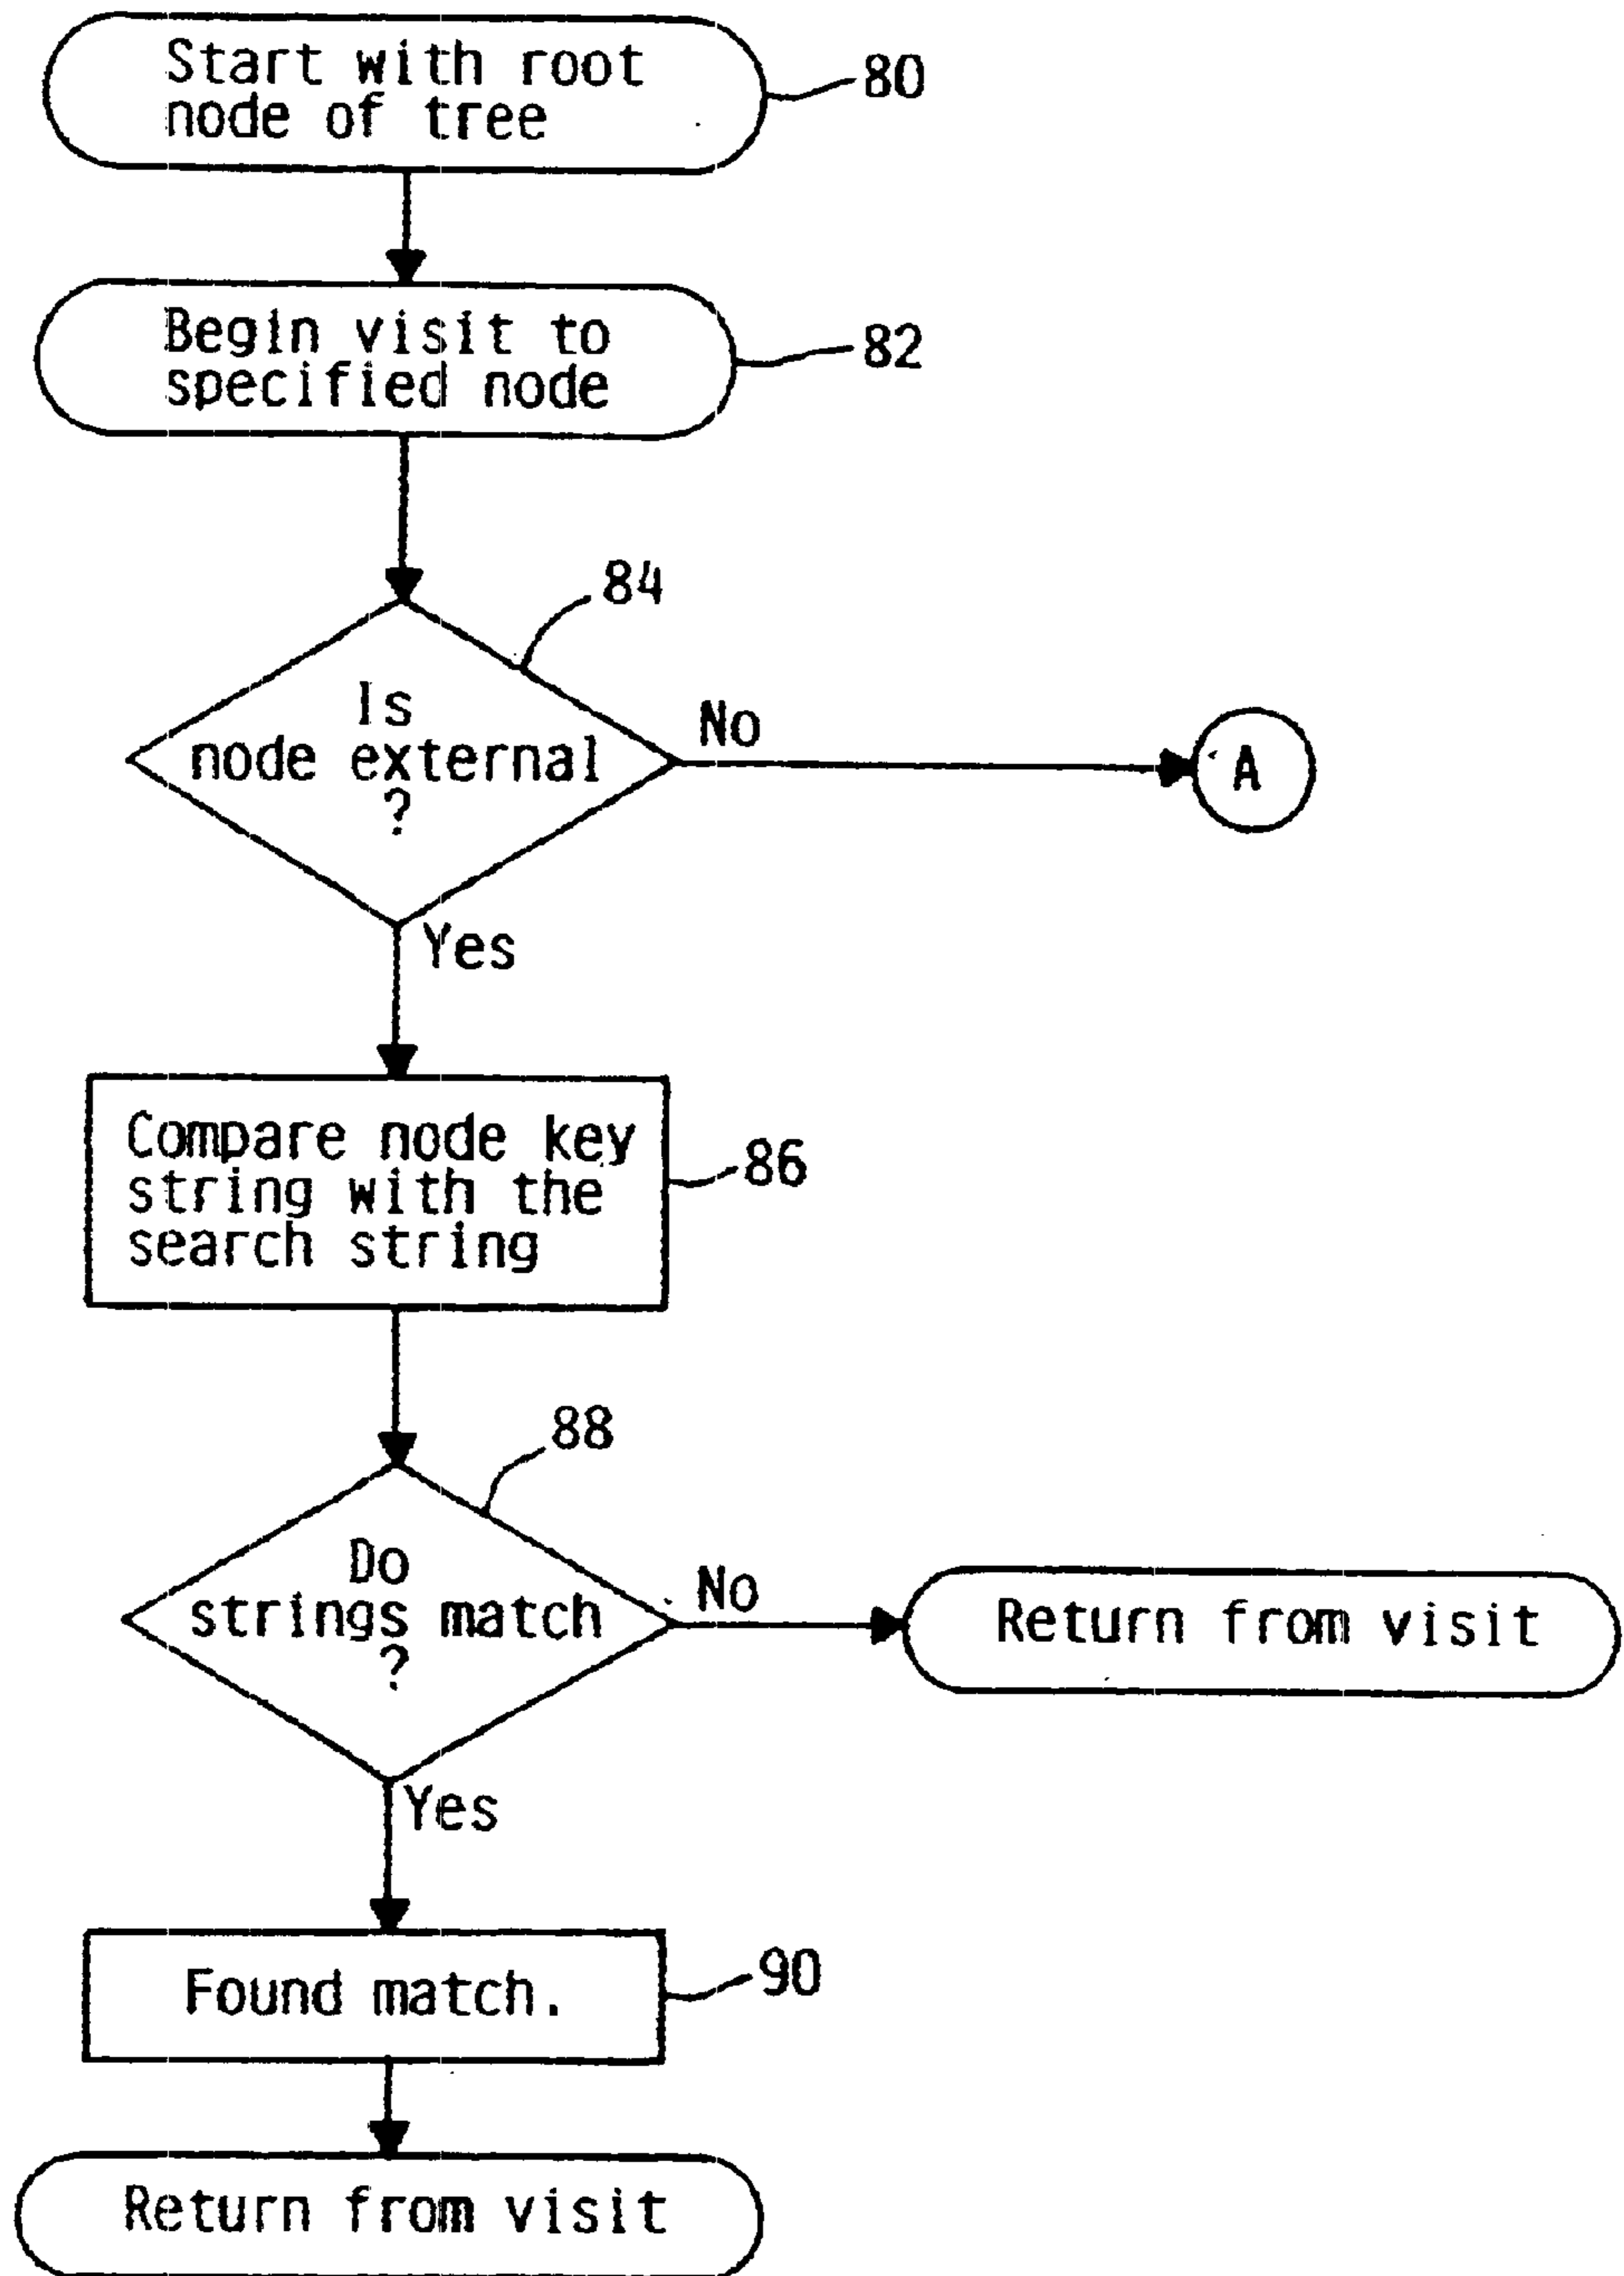 Start with root
node of tree
80
Begin visit to
specified node
82
84
Is
node external
?
No
A
Yes
Compare node key
string with the
search string
86
88
Do
strings match
?
No
Return from visit
Yes
Found match.
90
Return from visit